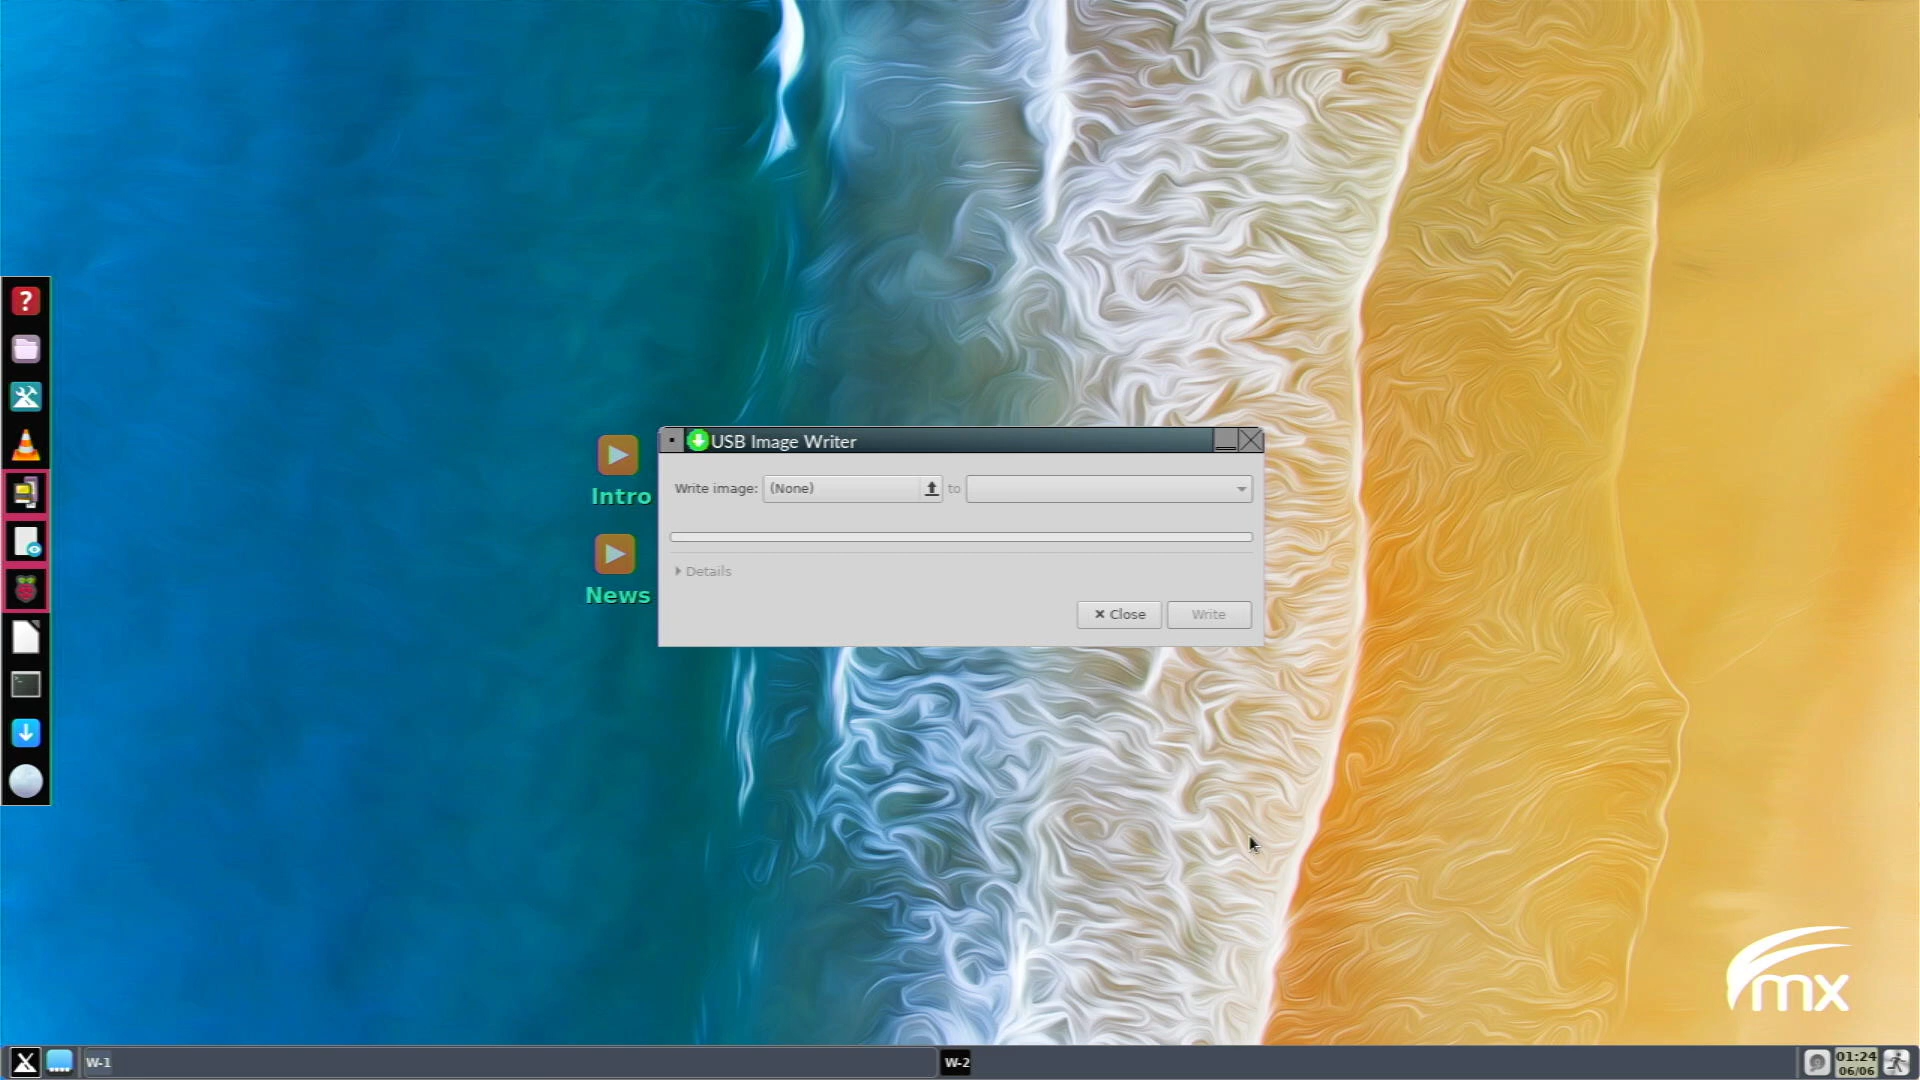 USB Image Writer
Write image: (None) to
Details
Close Write
Intro
News
mx
W-1
W-2
01:24
06/06